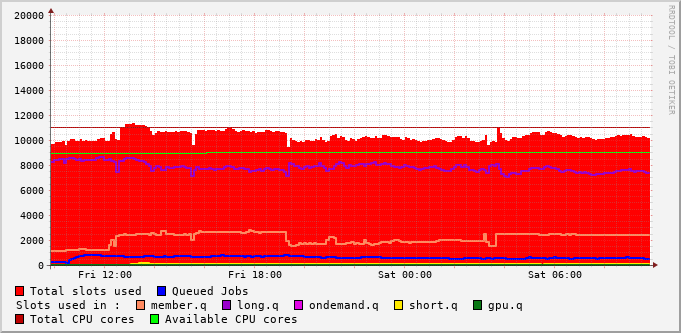 RRDTOOL / TOBI OETIKER
20000
18000
16000
14000
12000
10000
8000
6000
4000
2000
0
Fri 12:00 Fri 18:00 Sat 00:00 Sat 06:00
Total slots used Queued Jobs
Slots used in : member.q long.q ondemand.q short.q gpu.q
Total CPU cores Available CPU cores